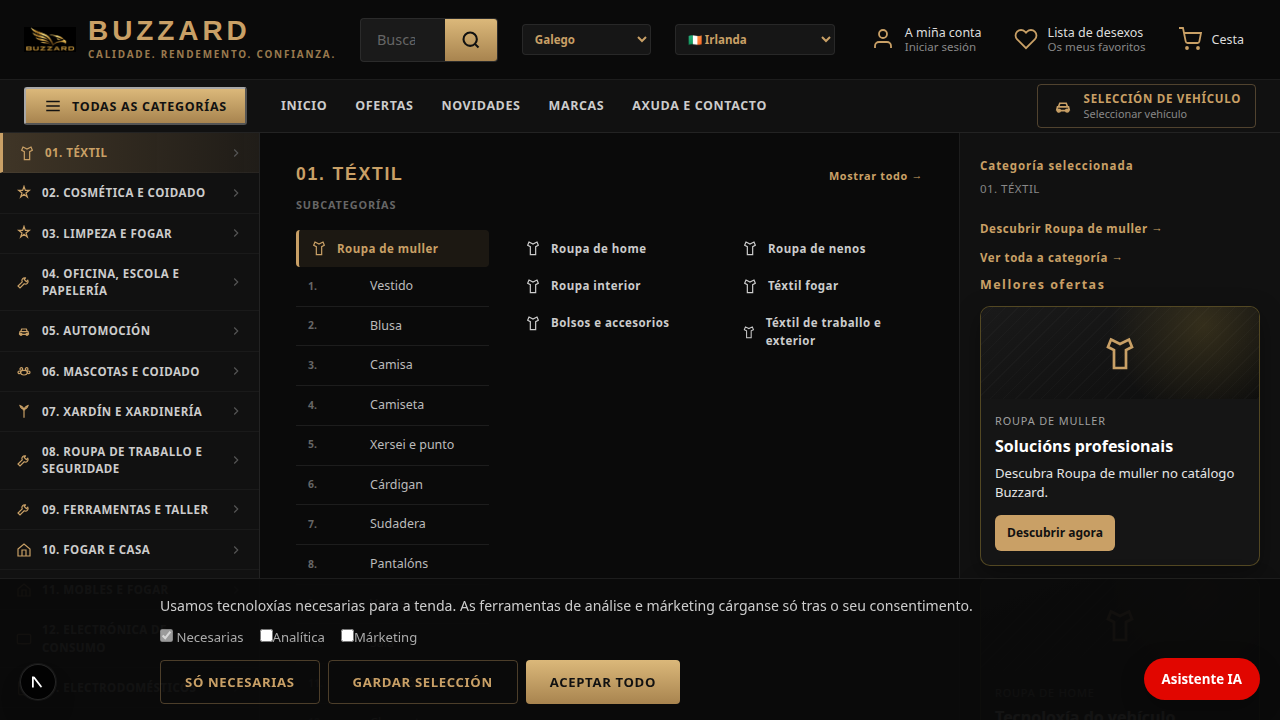 BUZZARD
CALIDADE. RENDEMENTO. CONFIANZA.
BUZZARD
Busca
Galego
Irlanda
A miña conta
Iniciar sesión
Lista de desexos
Os meus favoritos
Cesta
TODAS AS CATEGORÍAS
INICIO
OFERTAS
NOVIDADES
MARCAS
AXUDA E CONTACTO
SELECCIÓN DE VEHÍCULO
Seleccionar vehículo
01. TÉXTIL
02. COSMÉTICA E COIDADO
03. LIMPEZA E FOGAR
04. OFICINA, ESCOLA E
PAPELERÍA
05. AUTOMOCIÓN
06. MASCOTAS E COIDADO
07. XARDÍN E XARDINERÍA
08. ROUPA DE TRABALLO E
SEGURIDADE
09. FERRAMENTAS E TALLER
10. FOGAR E CASA
11. MOBLES E FOGAR
12. ELECTRÓNICA DE
CONSUMO
ELECTRODOMÉSTICOS
01. TÉXTIL
Mostrar todo →
SUBCATEGORÍAS
Roupa de muller
1. Vestido
2. Blusa
3. Camisa
4. Camiseta
5. Xersei e punto
6. Cárdigan
7. Sudadera
8. Pantalóns
Roupa de home
Roupa interior
Bolsos e accesorios
Roupa de nenos
Téxtil fogar
Téxtil de traballo e
exterior
Categoría seleccionada
01. TÉXTIL
Descubrir Roupa de muller →
Ver toda a categoría →
Mellores ofertas
ROUPA DE MULLER
Solucións profesionais
Descubra Roupa de muller no catálogo
Buzzard.
Descubrir agora
ROUPA DE HOME
Tecnoloxía do vehículo
Usamos tecnoloxías necesarias para a tenda. As ferramentas de análise e márketing cárganse só tras o seu consentimento.
Necesarias
Analítica
Márketing
SÓ NECESARIAS
GARDAR SELECCIÓN
ACEPTAR TODO
Asistente IA